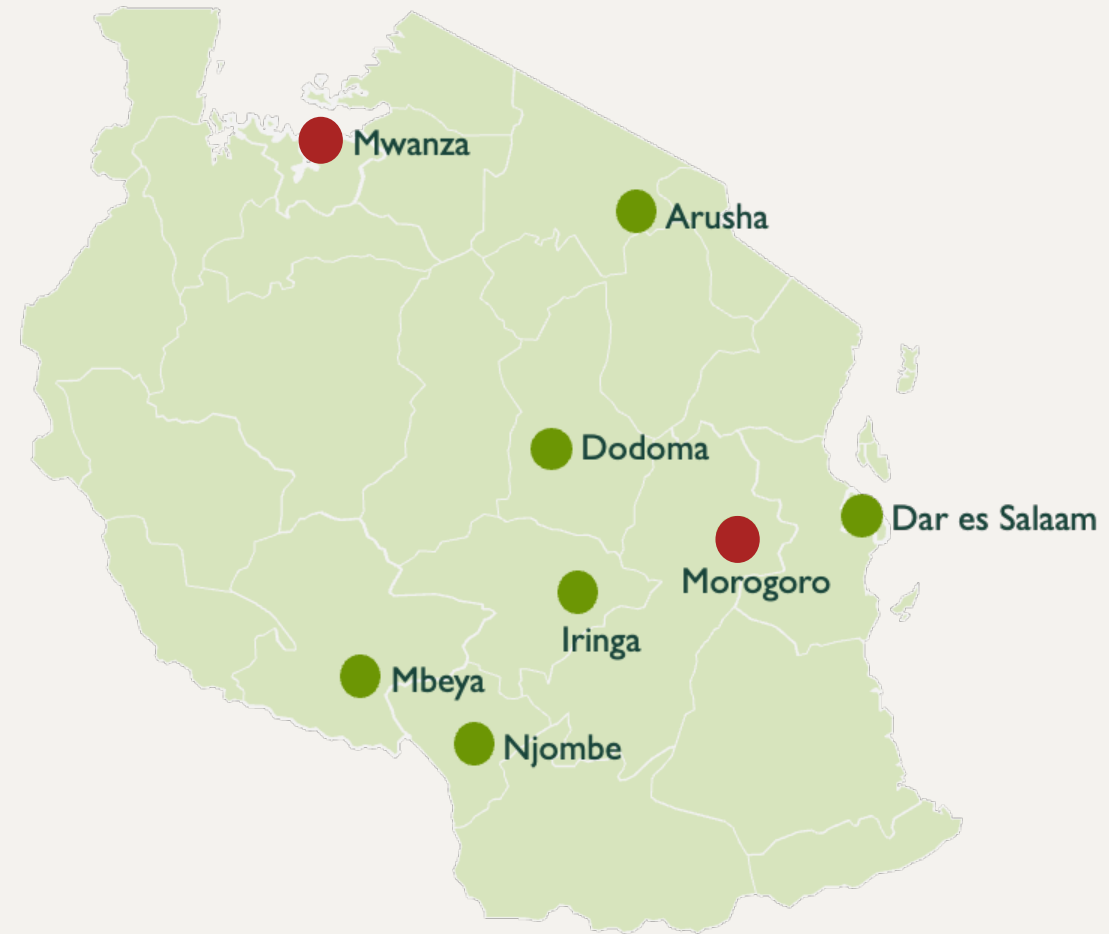 Mwanza
Arusha
Dodoma
Dar es Salaam
Morogoro
Iringa
Mbeya
Njombe